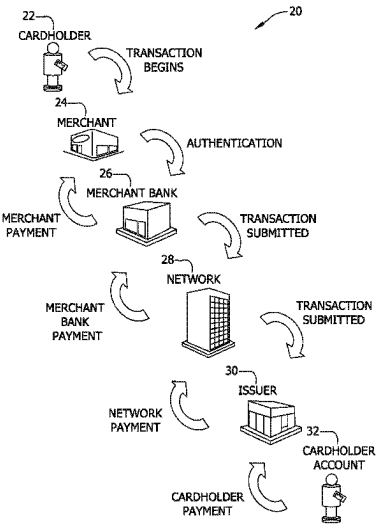 22
CARDHOLDER
20
TRANSACTION
BEGINS
24
MERCHANT
AUTHENTICATION
26
MERCHANT BANK
MERCHANT
PAYMENT
TRANSACTION
SUBMITTED
28
NETWORK
MERCHANT
BANK
PAYMENT
TRANSACTION
SUBMITTED
30
ISSUER
NETWORK
PAYMENT
32
CARDHOLDER
ACCOUNT
CARDHOLDER
PAYMENT